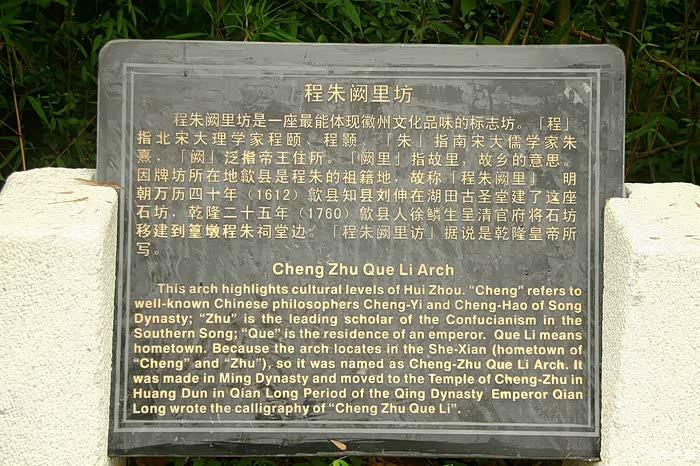 程朱阙里坊
程朱阙里坊是一座最能体现徽州文化品味的标志坊。「程」
指北宋大理学家程颐、程颢，「朱」指南宋大儒学家朱
熹，「阙」泛指帝王住所。「阙里」指故里，故乡的意思。
因牌坊所在地歙县是程朱的祖籍地，故称「程朱阙里」。明
朝万历四十年（1612）歙县知县刘伸在湖田古圣堂建了这座
石坊，乾隆二十五年（1760）歙县人徐鳞生呈清官府将石坊
移建到篁墩程朱祠堂边。「程朱阙里访」据说是乾隆皇帝所
写。
Cheng Zhu Que Li Arch
This arch highlights cultural levels of Hui Zhou. “Cheng” refers to
well-known Chinese philosophers Cheng-Yi and Cheng-Hao of Song
Dynasty; “Zhu” is the leading scholar of the Confucianism in the
Southern Song; “Que” is the residence of an emperor. Que Li means
hometown. Because the arch locates in the She-Xian (hometown of
“Cheng” and “Zhu”), so it was named as Cheng-Zhu Que Li Arch. It
was made in Ming Dynasty and moved to the Temple of Cheng-Zhu in
Huang Dun in Qian Long Period of the Qing Dynasty. Emperor Qian
Long wrote the calligraphy of “Cheng Zhu Que Li”.